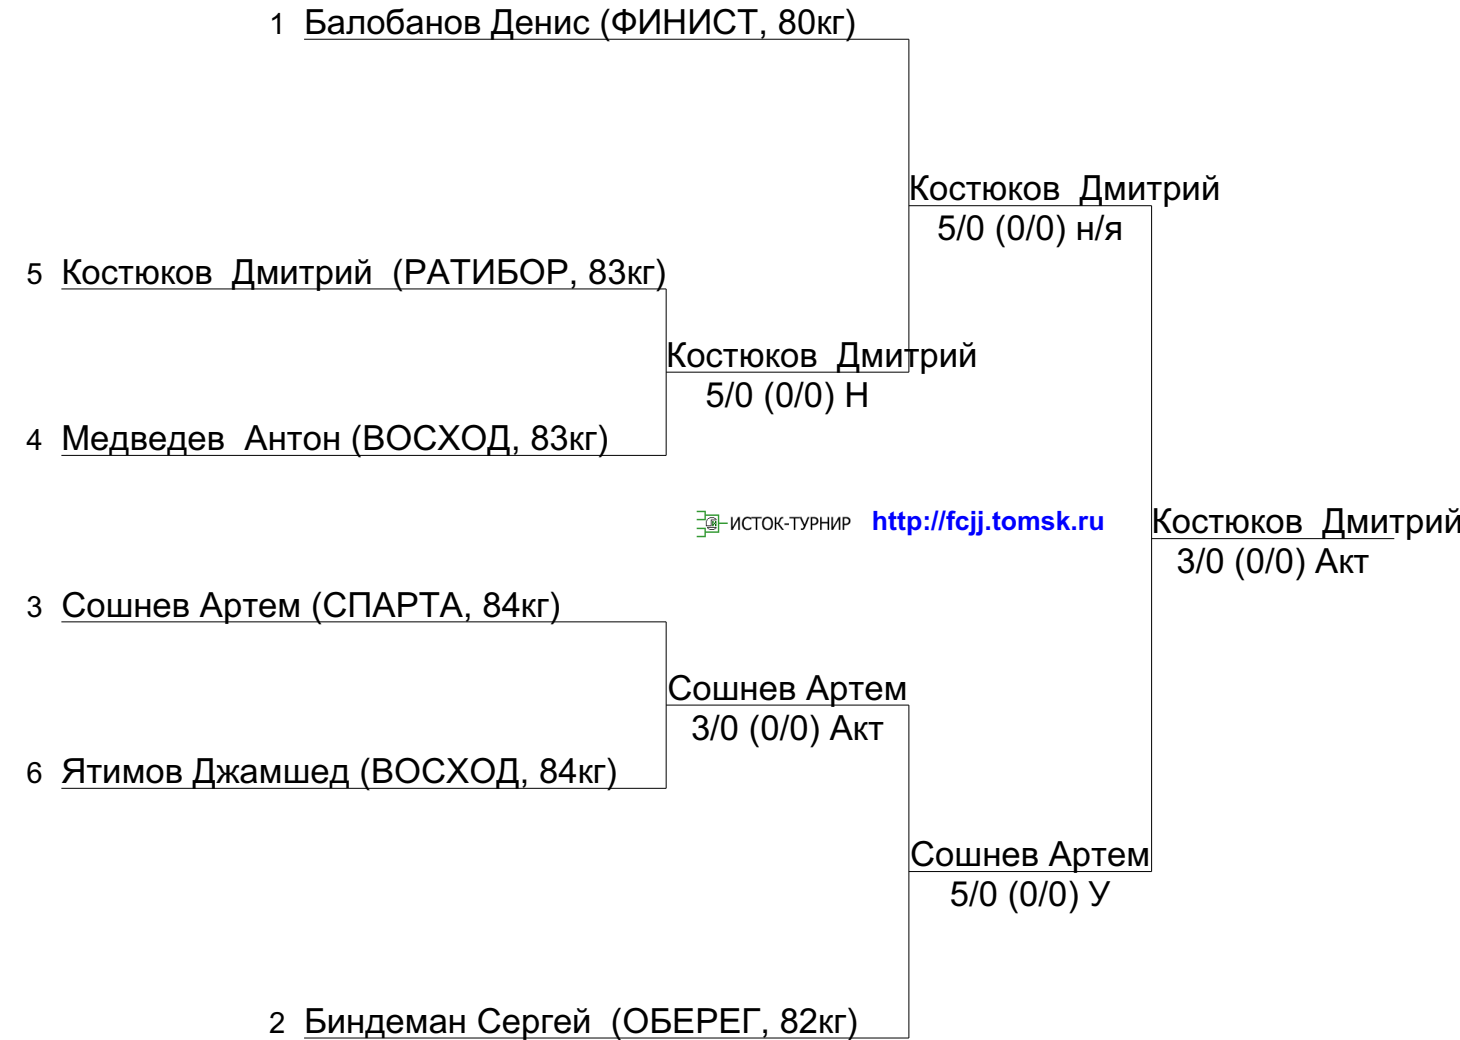 1 Балобанов Денис (ФИНИСТ, 80кг)
Костюков  Дмитрий
5/0 (0/0) н/я
5 Костюков  Дмитрий  (РАТИБОР, 83кг)
Костюков  Дмитрий
5/0 (0/0) Н
4 Медведев  Антон (ВОСХОД, 83кг)
ИСТОК-ТУРНИР http://fcjj.tomsk.ru
Костюков  Дмитрий
3/0 (0/0) Акт
3 Сошнев Артем (СПАРТА, 84кг)
Сошнев Артем
3/0 (0/0) Акт
6 Ятимов Джамшед (ВОСХОД, 84кг)
Сошнев Артем
5/0 (0/0) У
2 Биндеман Сергей  (ОБЕРЕГ, 82кг)